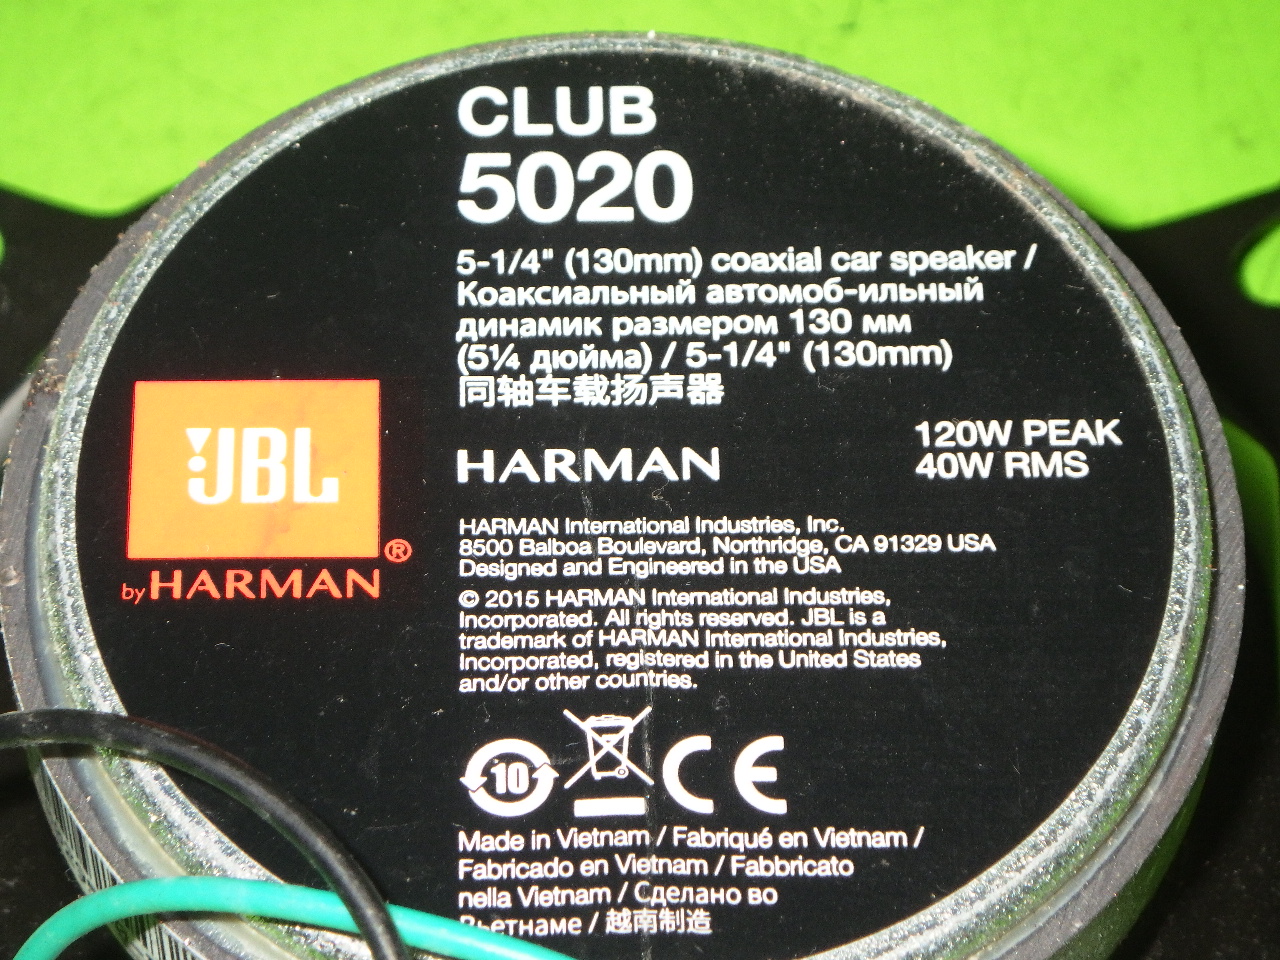 CLUB
5020
5-1/4" (130mm) coaxial car speaker /
Коаксиальный автомоб-ильный
динамик размером 130 мм
(5¼ дюйма) / 5-1/4" (130mm)
同轴车载扬声器
JBL
®
by HARMAN
HARMAN
120W PEAK
40W RMS
HARMAN International Industries, Inc.
8500 Balboa Boulevard, Northridge, CA 91329 USA
Designed and Engineered in the USA
© 2015 HARMAN International Industries,
Incorporated. All rights reserved. JBL is a
trademark of HARMAN International Industries,
Incorporated, registered in the United States
and/or other countries.
10
CE
Made in Vietnam / Fabriqué en Vietnam /
Fabricado en Vietnam / Fabbricato
nella Vietnam / Сделано во
Вьетнаме / 越南制造